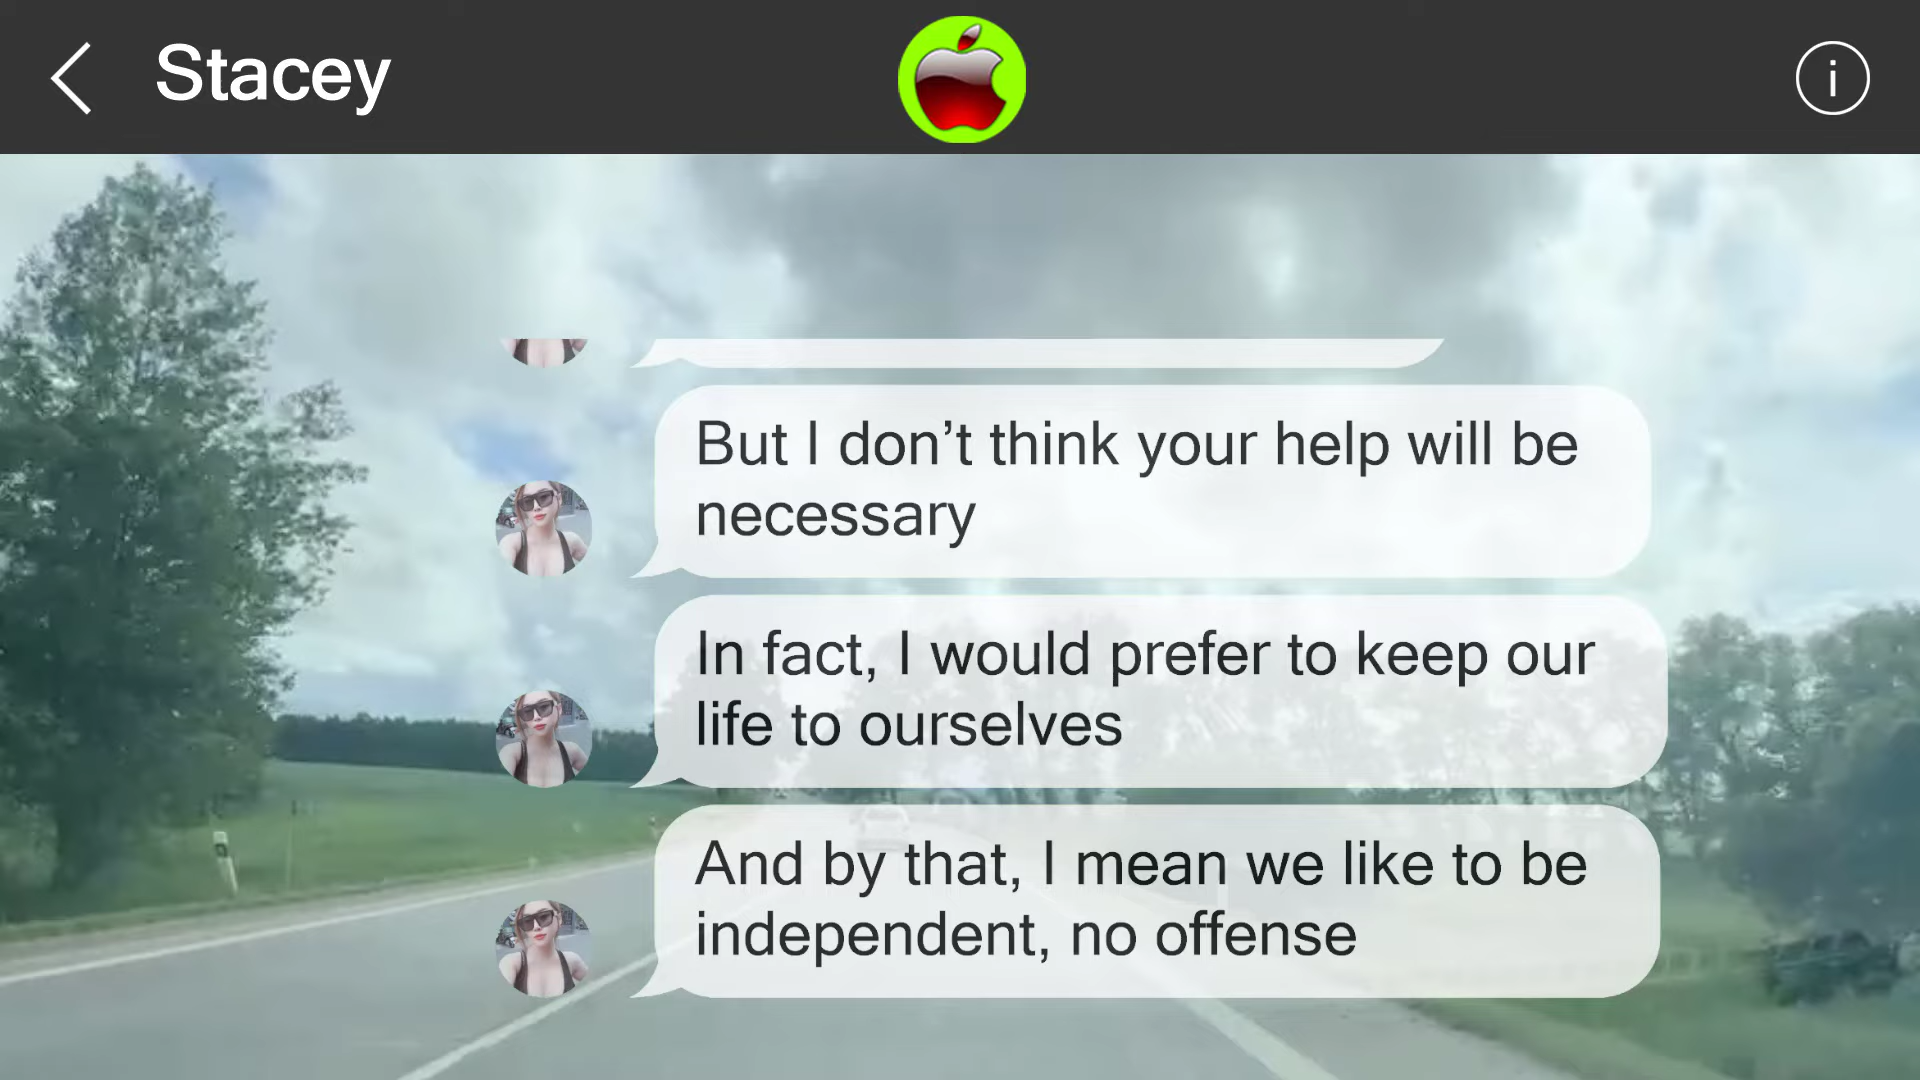 Stacey
i
But I don’t think your help will be
necessary
In fact, I would prefer to keep our
life to ourselves
And by that, I mean we like to be
independent, no offense